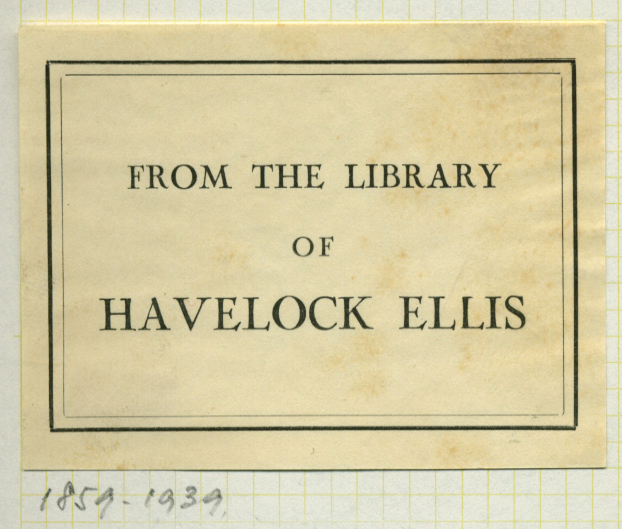 FROM THE LIBRARY
OF
HAVELOCK ELLIS
1859-1939